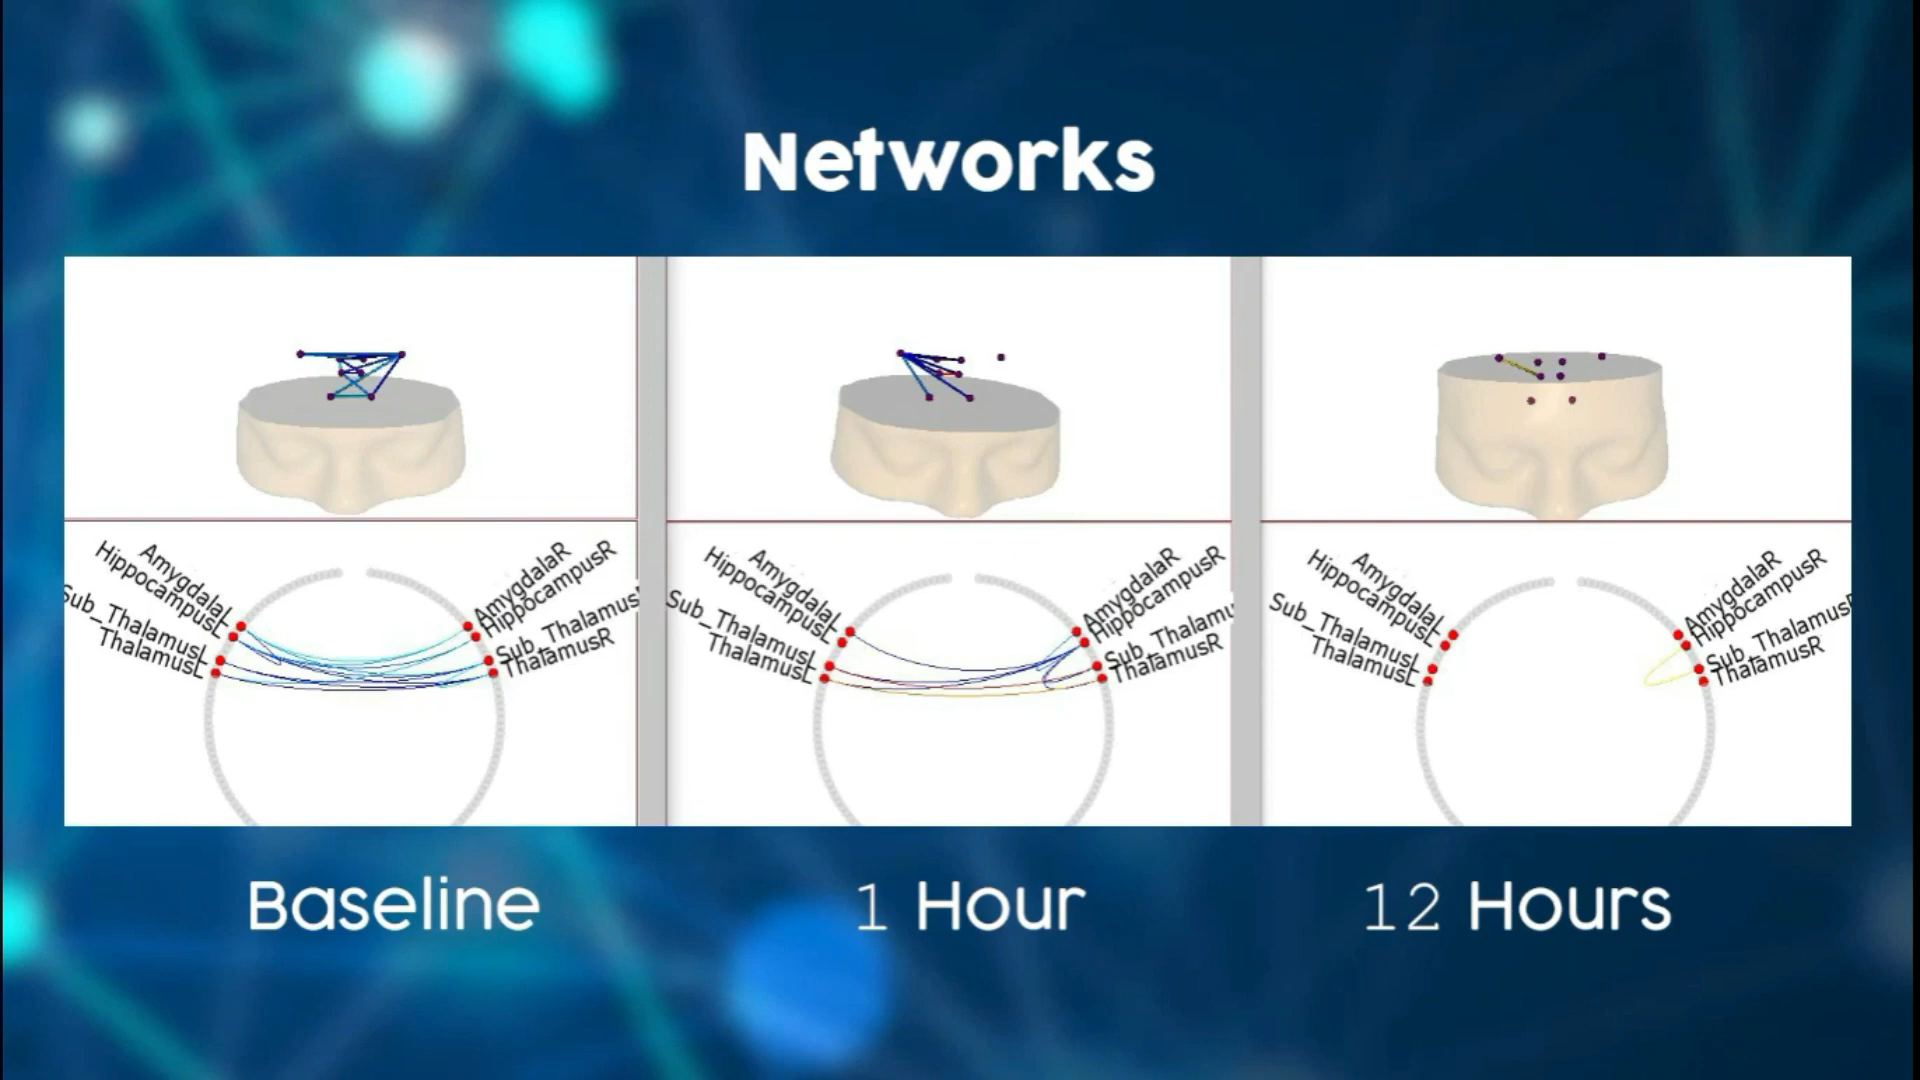 Networks
AmygdalaL
HippocampusL
Sub_ThalamusL
ThalamusL
AmygdalaR
HippocampusR
Sub_Thalamus
ThalamusR
AmygdalaL
HippocampusL
Sub_ThalamusL
ThalamusL
AmygdalaR
HippocampusR
Sub_Thalamu
ThalamusR
AmygdalaL
HippocampusL
Sub_ThalamusL
ThalamusL
AmygdalaR
HippocampusR
Sub_ThalamusR
ThalamusR
Baseline
1 Hour
12 Hours